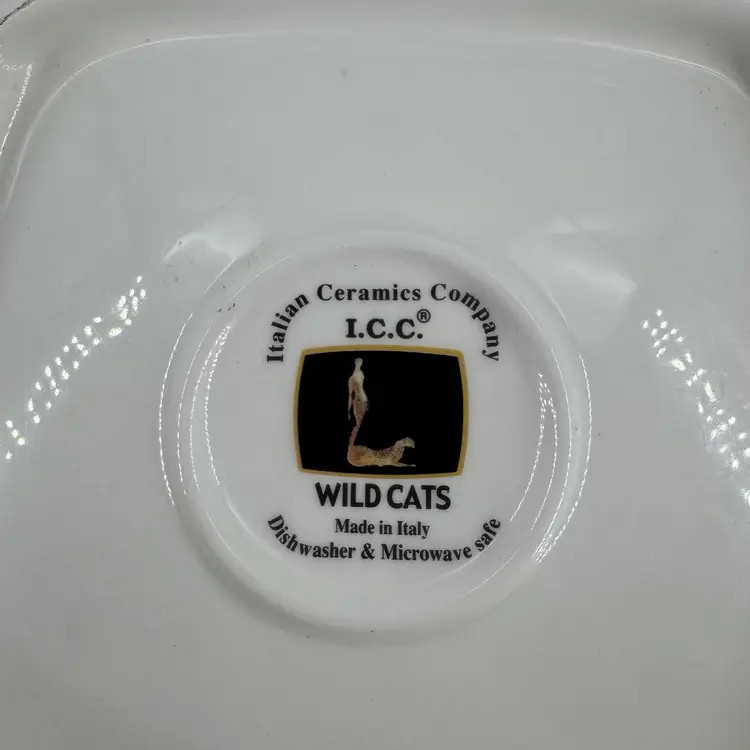 Italian Ceramics Company
I.C.C.®
WILD CATS
Made in Italy
Dishwasher & Microwave safe